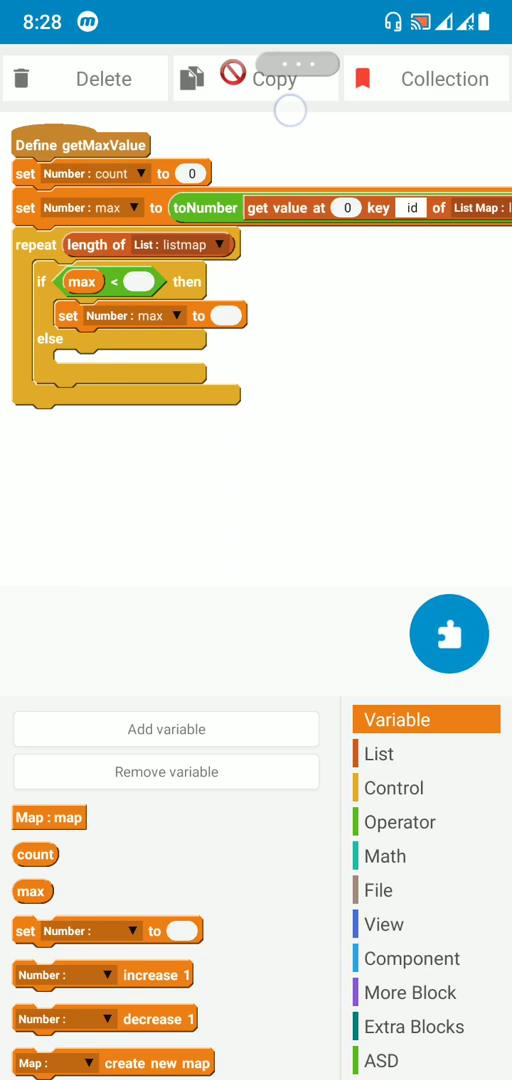 8:28
Delete
Copy
Collection
Define getMaxValue
set Number : count to 0
set Number : max to toNumber get value at 0 key id of List Map :
repeat length of List : listmap
if max < then
set Number : max to
else
Add variable
Remove variable
Map : map
count
max
set Number : to
Number : increase 1
Number : decrease 1
Map : create new map
Variable
List
Control
Operator
Math
File
View
Component
More Block
Extra Blocks
ASD